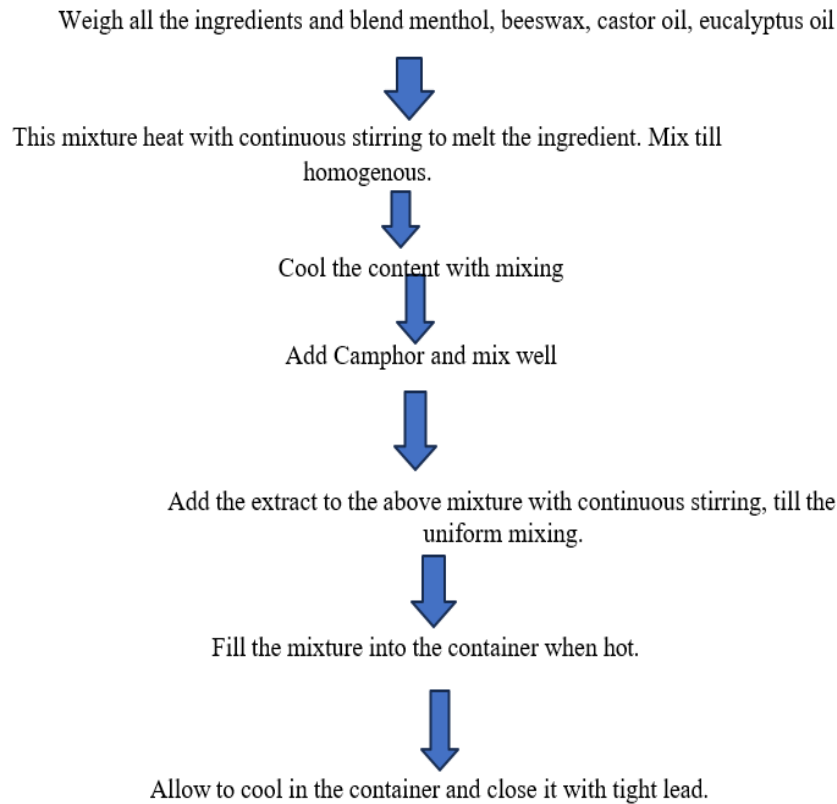 Weigh all the ingredients and blend menthol, beeswax, castor oil, eucalyptus oil
This mixture heat with continuous stirring to melt the ingredient. Mix till
homogenous.
Cool the content with mixing
Add Camphor and mix well
Add the extract to the above mixture with continuous stirring, till the
uniform mixing.
Fill the mixture into the container when hot.
Allow to cool in the container and close it with tight lead.